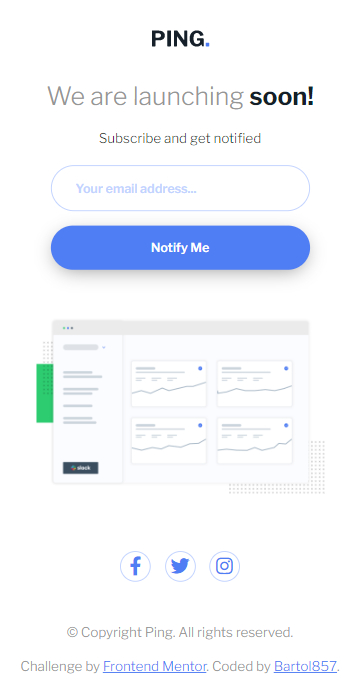 PING.
We are launching soon!
Subscribe and get notified
Your email address...
Notify Me
slack
© Copyright Ping. All rights reserved.
Challenge by Frontend Mentor. Coded by Bartol857.